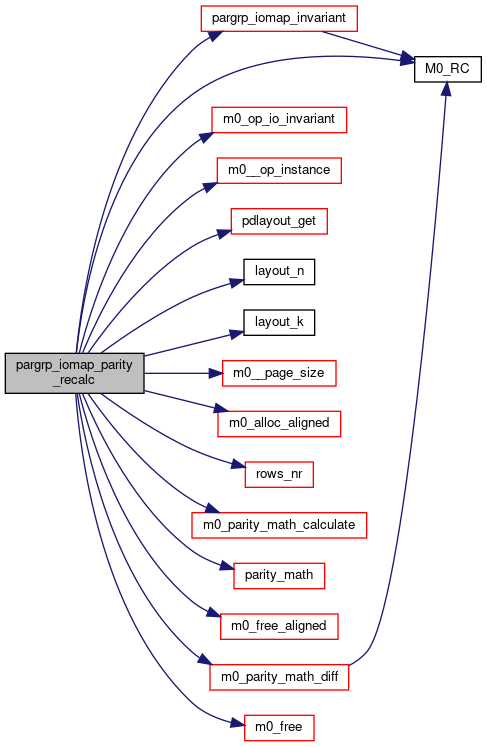 pargrp_iomap_invariant
M0_RC
m0_op_io_invariant
m0__op_instance
pdlayout_get
layout_n
layout_k
pargrp_iomap_parity
_recalc
m0__page_size
m0_alloc_aligned
rows_nr
m0_parity_math_calculate
parity_math
m0_free_aligned
m0_parity_math_diff
m0_free